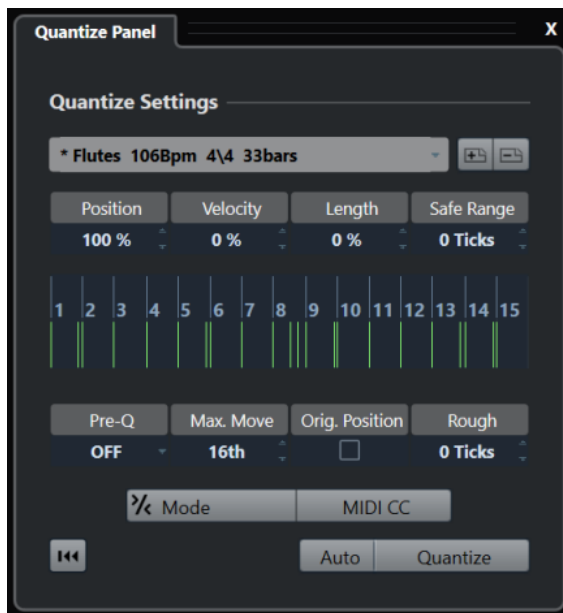 Quantize Panel X
Quantize Settings
* Flutes 106Bpm 4\4 33bars
Position Velocity Length Safe Range
100 % 0 % 0 % 0 Ticks
1 2 3 4 5 6 7 8 9 10 11 12 13 14 15
Pre-Q Max. Move Orig. Position Rough
OFF 16th 0 Ticks
Mode MIDI CC
Auto Quantize